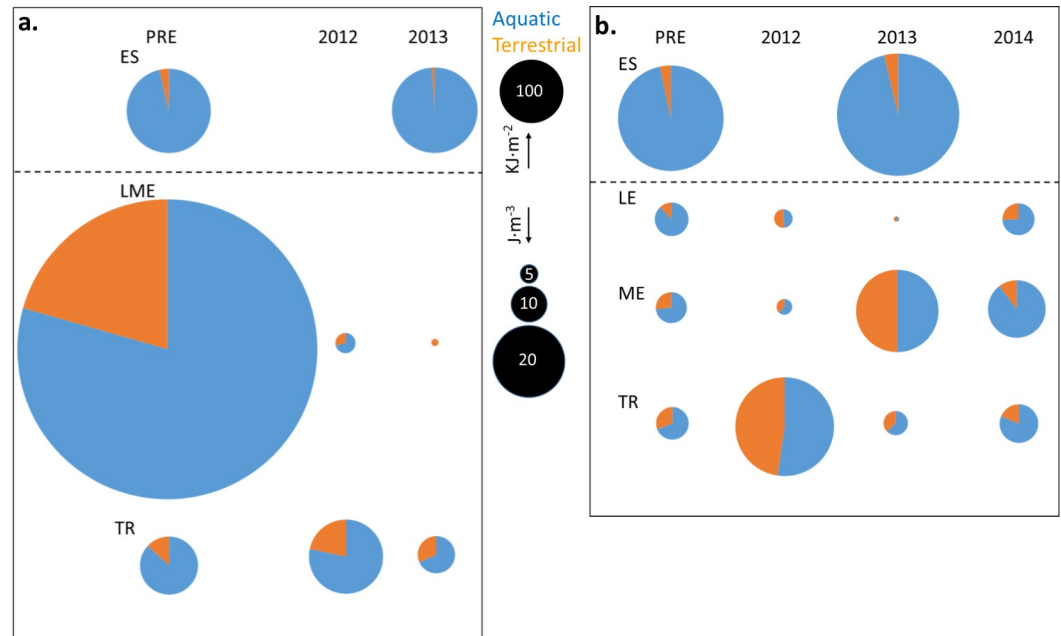 a.
PRE 2012 2013
ES
LME
TR
Aquatic
Terrestrial
100
KJ·m⁻²
J·m⁻³
5
10
20
b.
PRE 2012 2013 2014
ES
LE
ME
TR